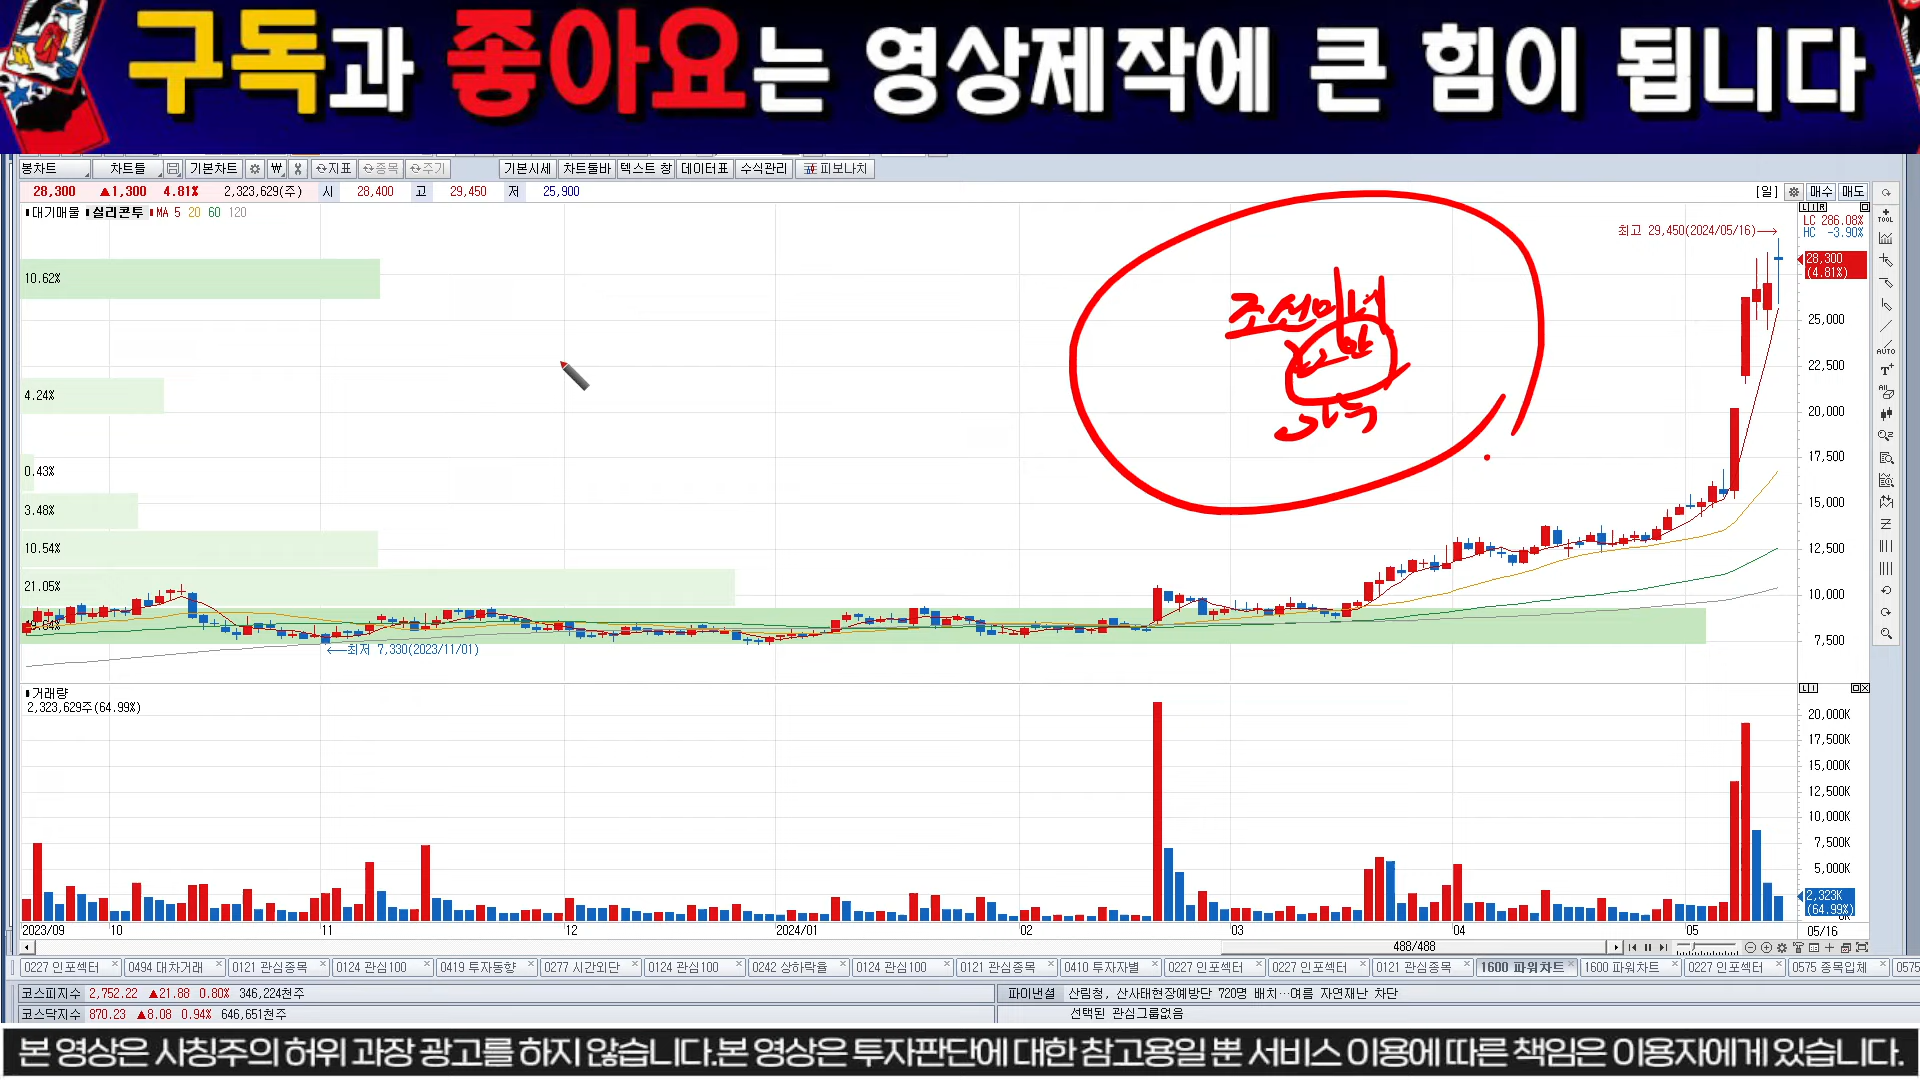 구독과 좋아요는 영상제작에 큰 힘이 됩니다
봉차트 차트틀 기본차트 ₩ 지표 종목 주기 기본시세 차트툴바 텍스트 창 데이터표 수식관리 피보나치
28,300 ▲1,300 4.81% 2,323,629(주) 시 28,400 고 29,450 저 25,900 [일] 매수 매도
대기매물 실리콘투 MA 5 20 60 120
LC 286.08%
HC -3.90%
최고 29,450(2024/05/16)
28,300
(4.81%)
10.62%
조선미녀
25,000
22,500
4.24%
20,000
미국
17,500
0.43%
15,000
3.48%
12,500
10.54%
21.05%
10,000
7,500
최저 7,330(2023/11/01)
거래량
2,323,629주(64.99%)
20,000K
17,500K
15,000K
12,500K
10,000K
7,500K
5,000K
2,323K
(64.99%)
2023/09 10 11 12 2024/01 02 03 04 05 05/16
488/488
0227 인포섹터 0494 대차거래 0121 관심종목 0124 관심100 0419 투자동향 0277 시간외단 0124 관심100 0242 상하락율 0124 관심100 0121 관심종목 0410 투자자별 0227 인포섹터 0227 인포섹터 0121 관심종목 1600 파워차트 1600 파워차트 0227 인포섹터 0575 종목입체 0575
코스피지수 2,752.22 ▲21.88 0.80% 346,224천주 파이낸셜 산림청, 산사태현장예방단 720명 배치…여름 자연재난 차단
코스닥지수 870.23 ▲8.08 0.94% 646,651천주 선택된 관심그룹없음
본 영상은 사칭주의 허위 과장 광고를 하지 않습니다.본 영상은 투자판단에 대한 참고용일 뿐 서비스 이용에 따른 책임은 이용자에게 있습니다.